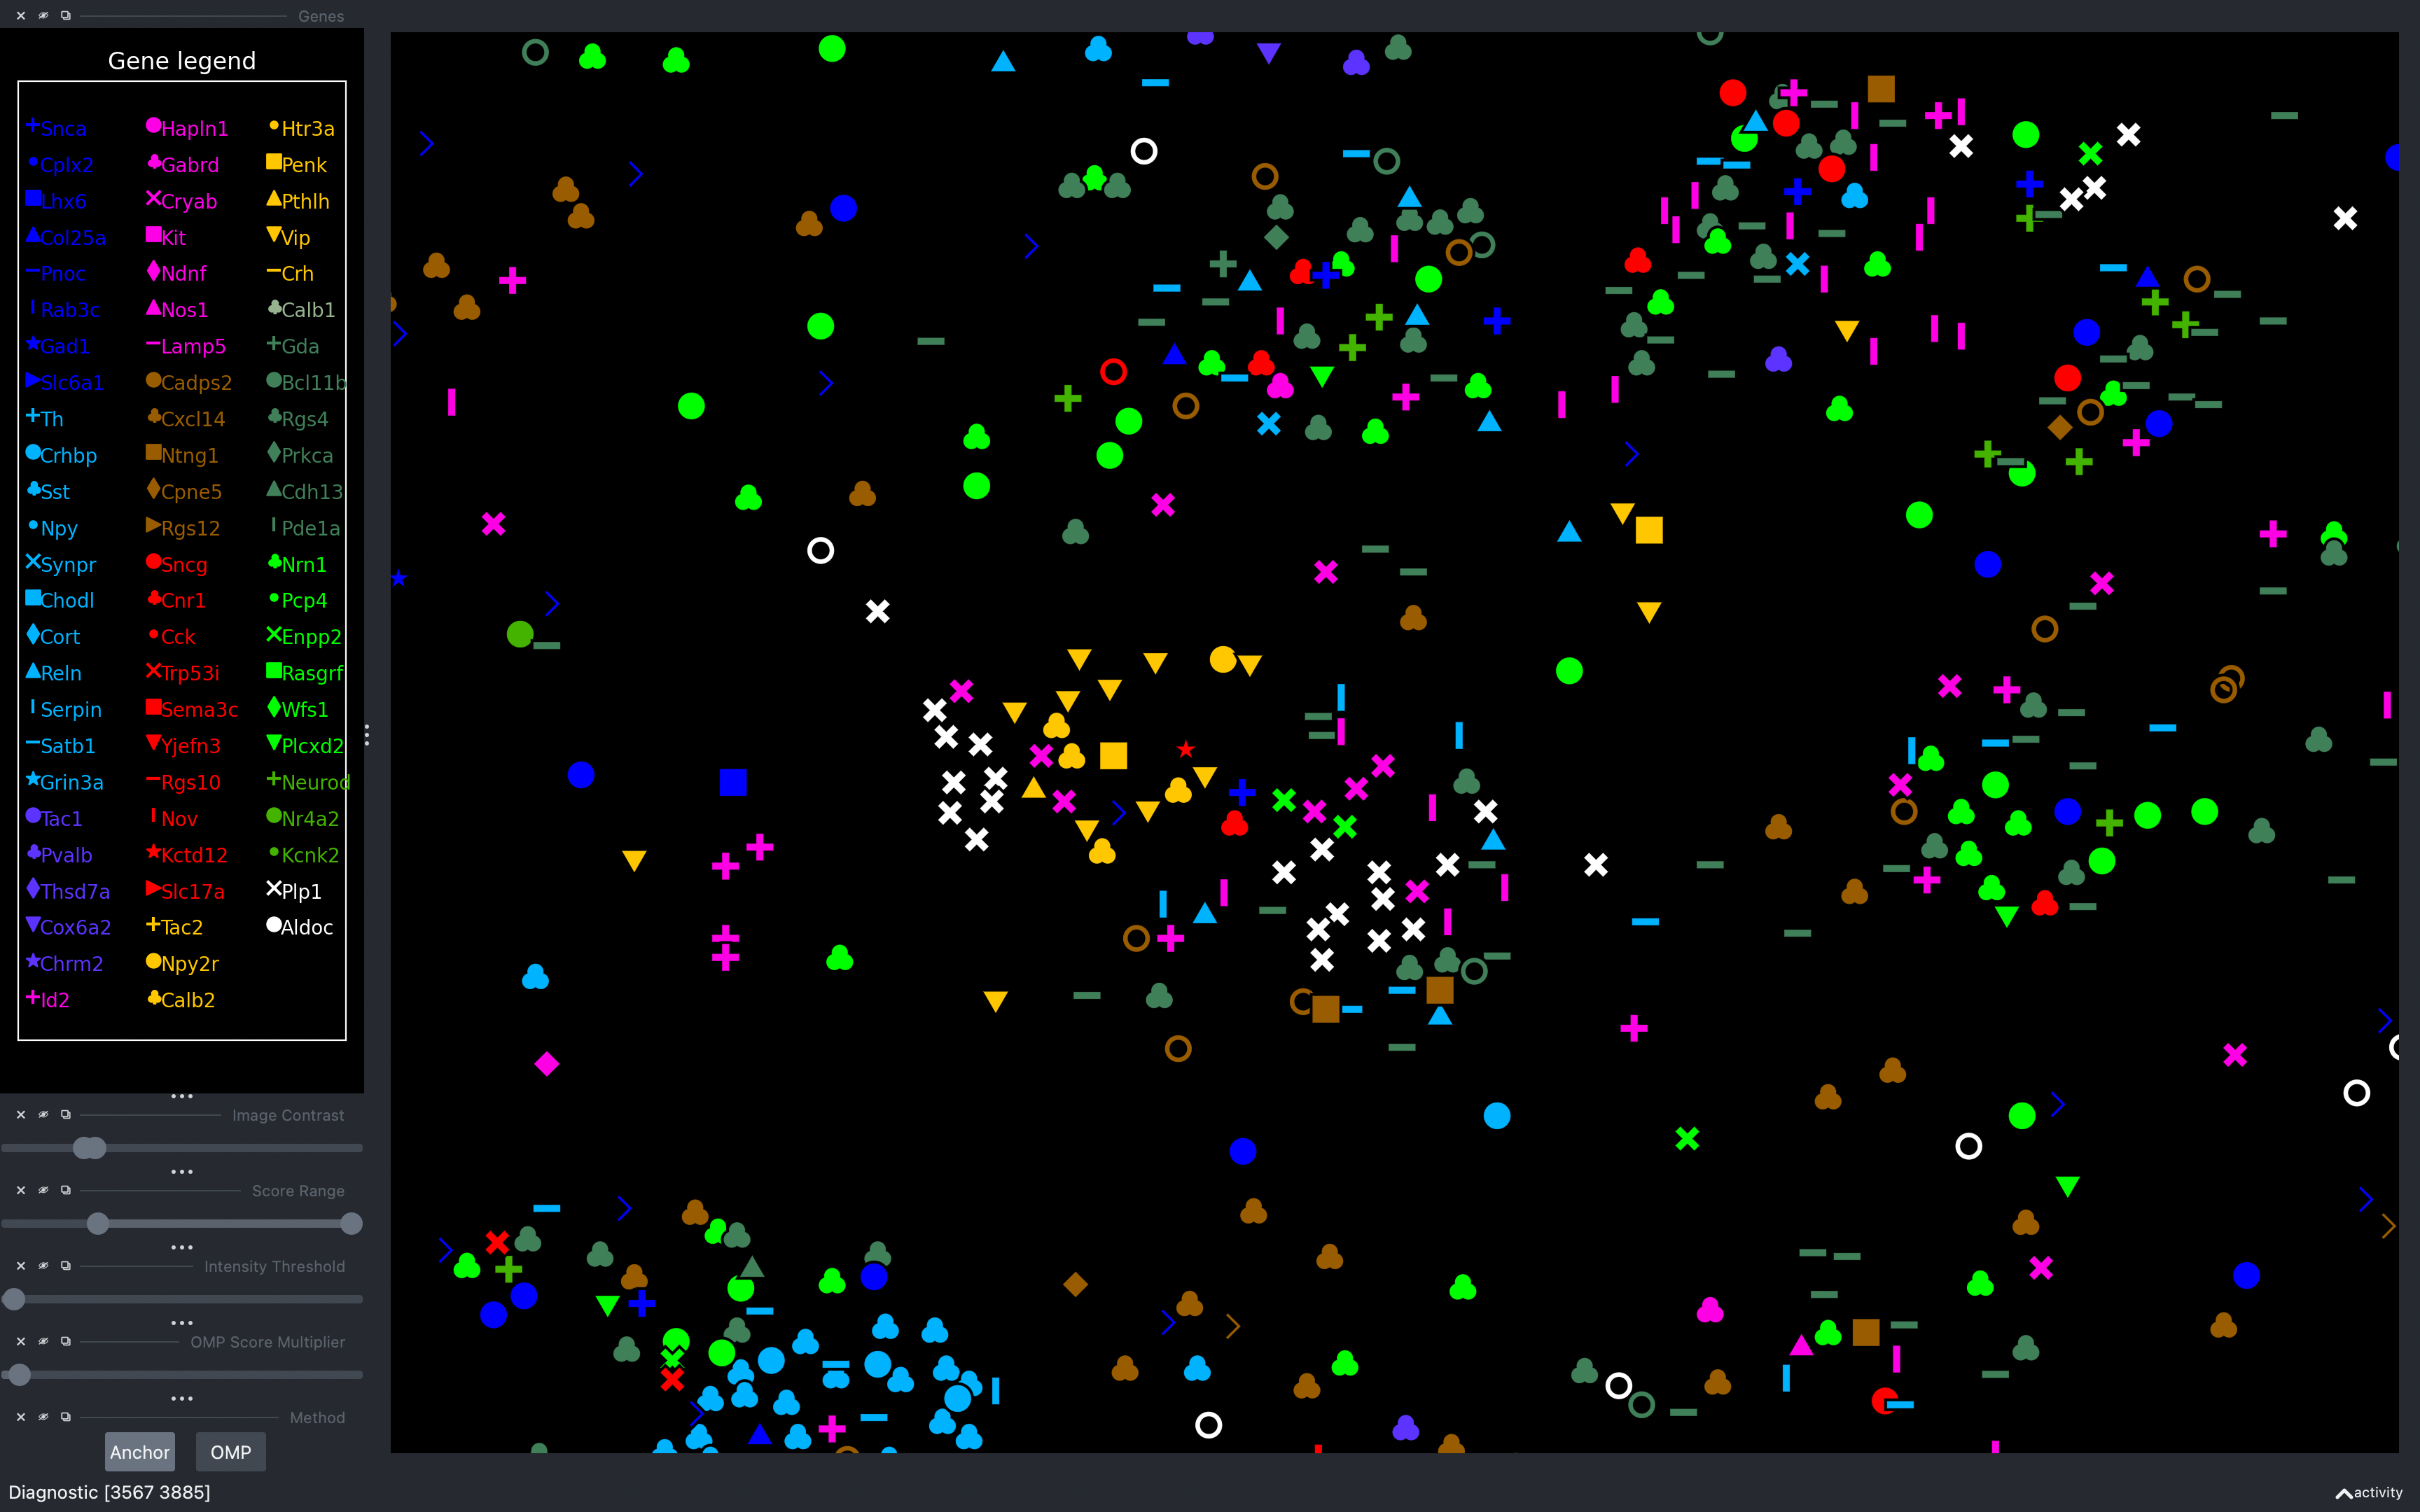 Genes
Gene legend
Snca
Cplx2
Lhx6
Col25a
Pnoc
Rab3c
Gad1
Slc6a1
Th
Crhbp
Sst
Npy
Synpr
Chodl
Cort
Reln
Serpin
Satb1
Grin3a
Tac1
Pvalb
Thsd7a
Cox6a2
Chrm2
Id2
Hapln1
Gabrd
Cryab
Kit
Ndnf
Nos1
Lamp5
Cadps2
Cxcl14
Ntng1
Cpne5
Rgs12
Sncg
Cnr1
Cck
Trp53i
Sema3c
Yjefn3
Rgs10
Nov
Kctd12
Slc17a
Tac2
Npy2r
Calb2
Htr3a
Penk
Pthlh
Vip
Crh
Calb1
Gda
Bcl11b
Rgs4
Prkca
Cdh13
Pde1a
Nrn1
Pcp4
Enpp2
Rasgrf
Wfs1
Plcxd2
Neurod
Nr4a2
Kcnk2
Plp1
Aldoc
Image Contrast
Score Range
Intensity Threshold
OMP Score Multiplier
Method
Anchor
OMP
Diagnostic [3567 3885]
activity